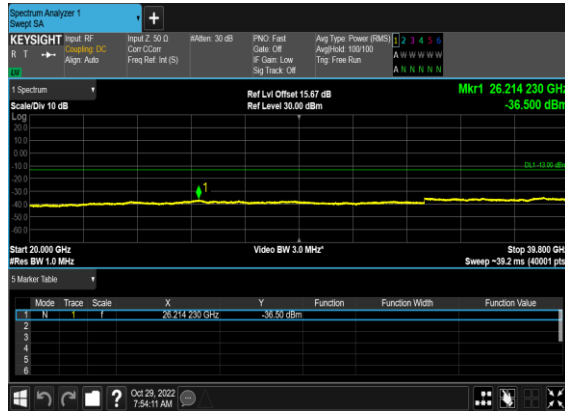 Spectrum Analyzer 1
Swept SA
KEYSIGHT Input: RF Input Z: 50 Ω #Atten: 30 dB PNO: Fast Avg Type: Power (RMS) 1 2 3 4 5 6
R T Coupling: DC Corr CCorr Gate: Off Avg|Hold: 100/100 A W W W W W
Align: Auto Freq Ref: Int (S) IF Gain: Low Trig: Free Run
LW Sig Track: Off A N N N N N
1 Spectrum Ref Lvl Offset 15.67 dB Mkr1 26.214 230 GHz
Scale/Div 10 dB Ref Level 30.00 dBm -36.500 dBm
Log
20.0
10.0
0.00
-10.0 DL1 -13.00 dBm
-20.0
-30.0 1
-40.0
-50.0
-60.0
Start 20.000 GHz Video BW 3.0 MHz* Stop 39.800 GHz
#Res BW 1.0 MHz Sweep ~39.2 ms (40001 pts)
5 Marker Table
Mode Trace Scale X Y Function Function Width Function Value
1 N 1 f 26.214 230 GHz -36.50 dBm
2
3
4
5
6
Oct 29, 2022
7:54:11 AM